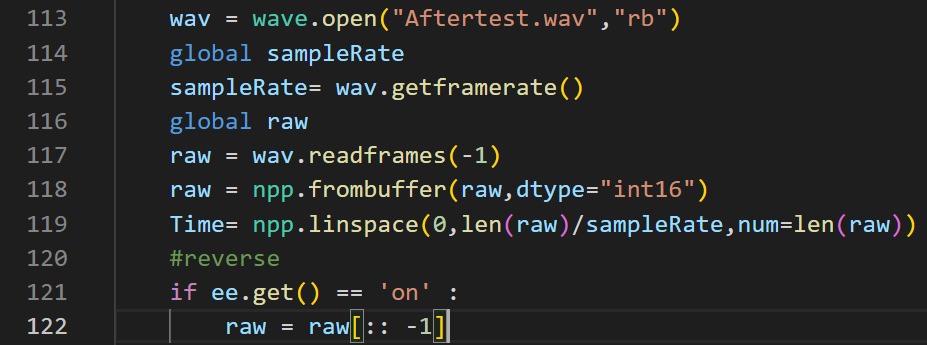 113 wav = wave.open("Aftertest.wav","rb")
114 global sampleRate
115 sampleRate= wav.getframerate()
116 global raw
117 raw = wav.readframes(-1)
118 raw = npp.frombuffer(raw,dtype="int16")
119 Time= npp.linspace(0,len(raw)/sampleRate,num=len(raw))
120 #reverse
121 if ee.get() == 'on' :
122 raw = raw[:: -1]